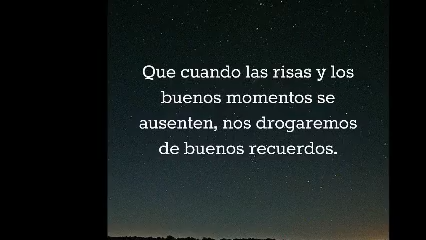 Que cuando las risas y los
buenos momentos se
ausenten, nos drogaremos
de buenos recuerdos.